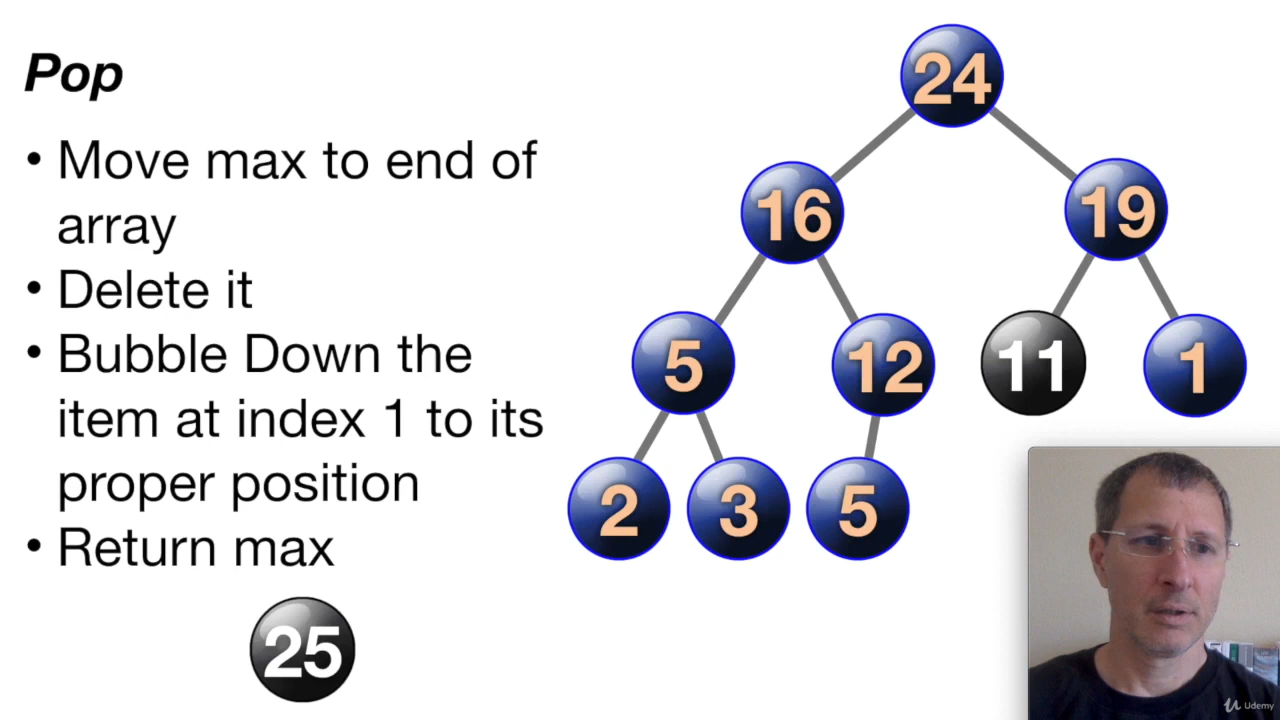 Pop
• Move max to end of
array
• Delete it
• Bubble Down the
item at index 1 to its
proper position
• Return max
25
24
16 19
5 12 11 1
2 3 5
Udemy